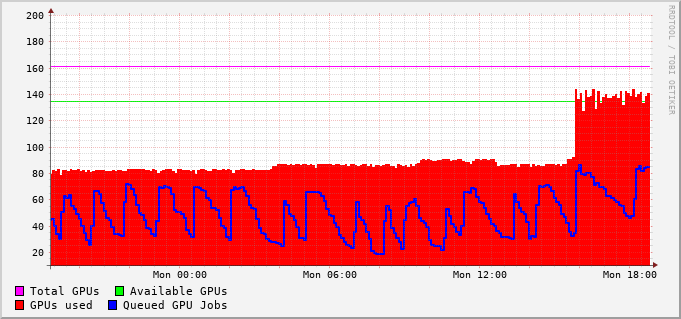 200
180
160
140
120
100
80
60
40
20
Mon 00:00 Mon 06:00 Mon 12:00 Mon 18:00
Total GPUs Available GPUs
GPUs used Queued GPU Jobs
RRDTOOL / TOBI OETIKER